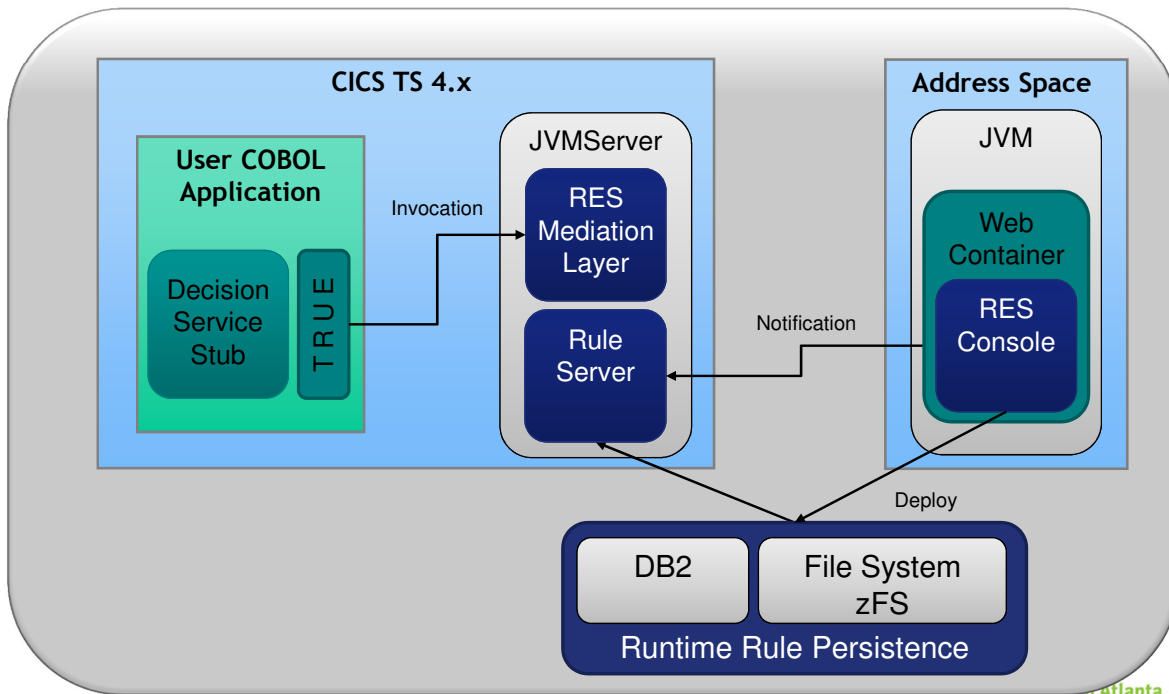 CICS TS 4.x
User COBOL
Application
Decision
Service
Stub
TRUE
Invocation
JVMServer
RES
Mediation
Layer
Rule
Server
Notification
Address Space
JVM
Web
Container
RES
Console
Deploy
DB2
File System
zFS
Runtime Rule Persistence
Atlanta